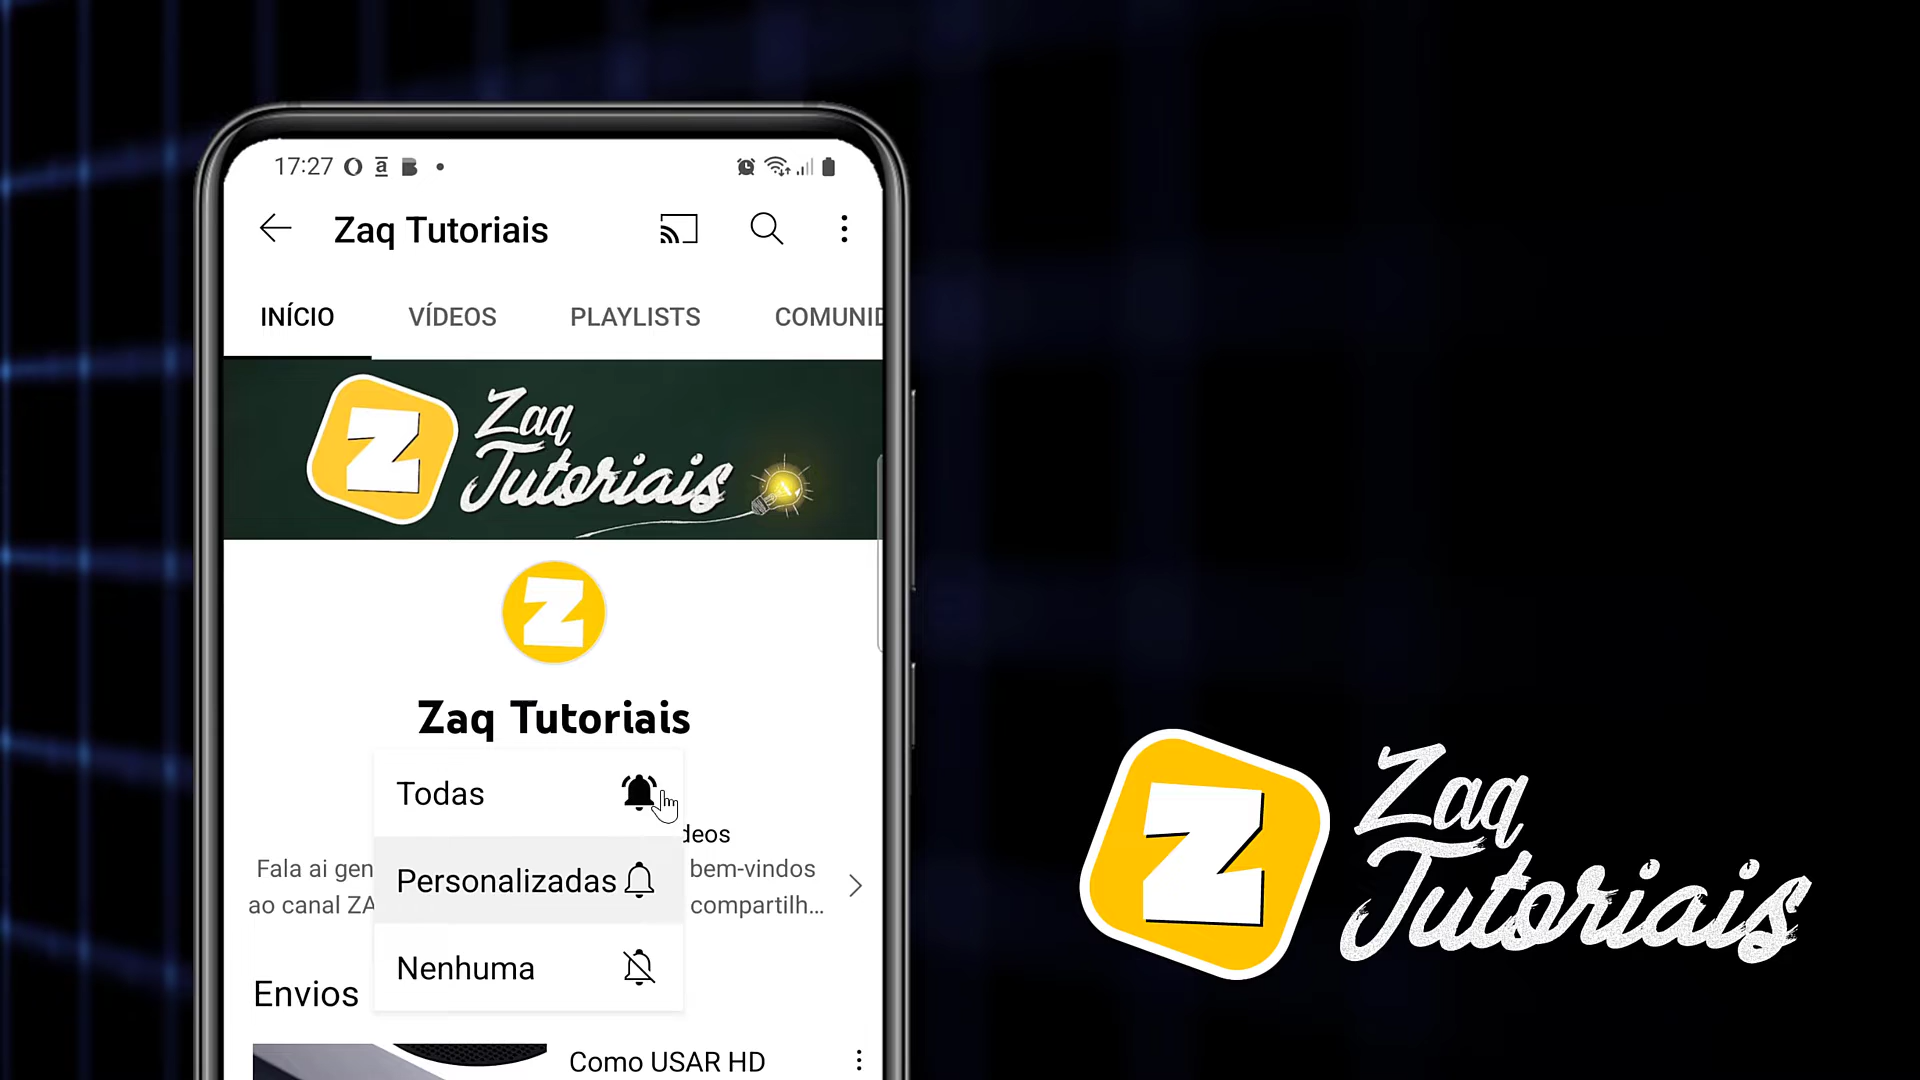 17:27
Zaq Tutoriais
INÍCIO VÍDEOS PLAYLISTS COMUNID
Z Zaq
Tutoriais
Z
Zaq Tutoriais
Todas
deos
Fala ai gen bem-vindos
Personalizadas
ao canal ZA compartilh...
Nenhuma
Envios
Como USAR HD
Z Zaq
Tutoriais